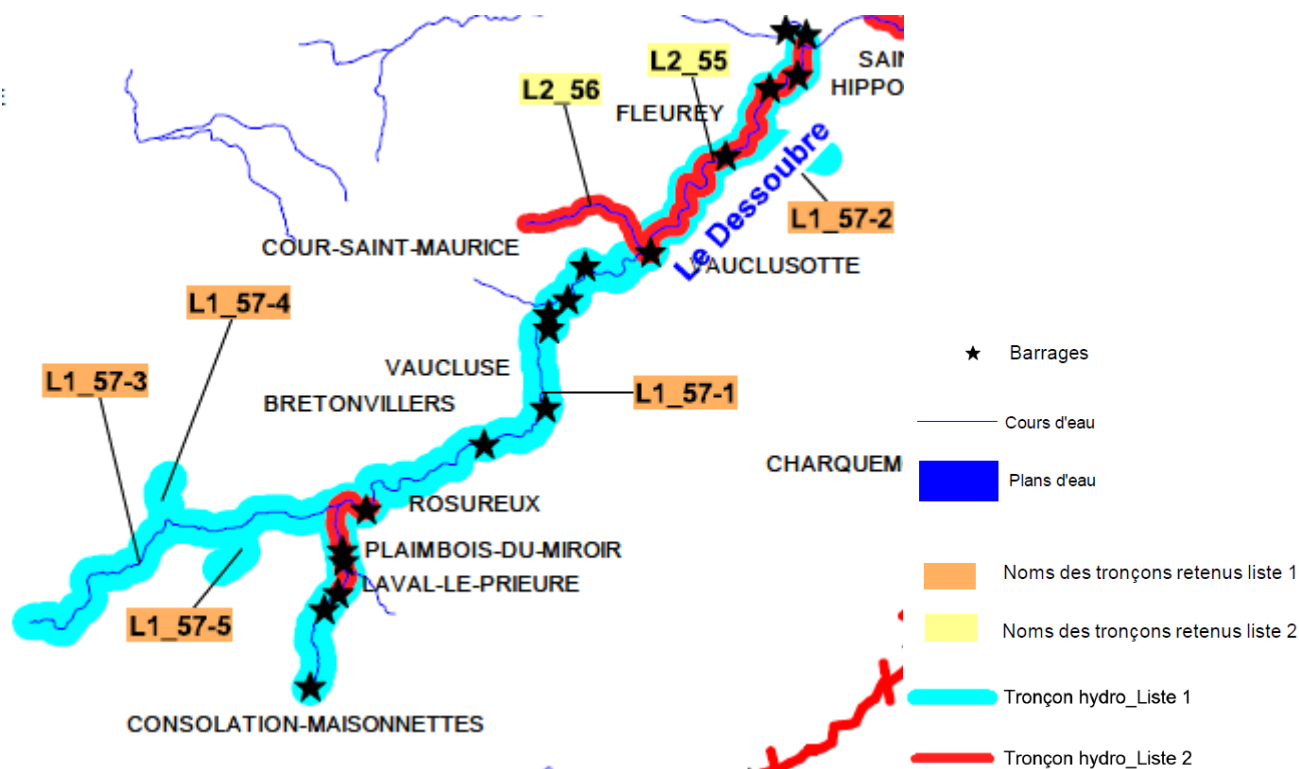 L2_55
SAIN
HIPPO
L2_56
FLEUREY
Le Dessoubre
L1_57-2
COUR-SAINT-MAURICE
VAUCLUSOTTE
L1_57-4
VAUCLUSE
L1_57-3
L1_57-1
BRETONVILLERS
CHARQUEM
ROSUREUX
PLAIMBOIS-DU-MIROIR
LAVAL-LE-PRIEURE
L1_57-5
CONSOLATION-MAISONNETTES
Barrages
Cours d'eau
Plans d'eau
Noms des tronçons retenus liste 1
Noms des tronçons retenus liste 2
Tronçon hydro_Liste 1
Tronçon hydro_Liste 2